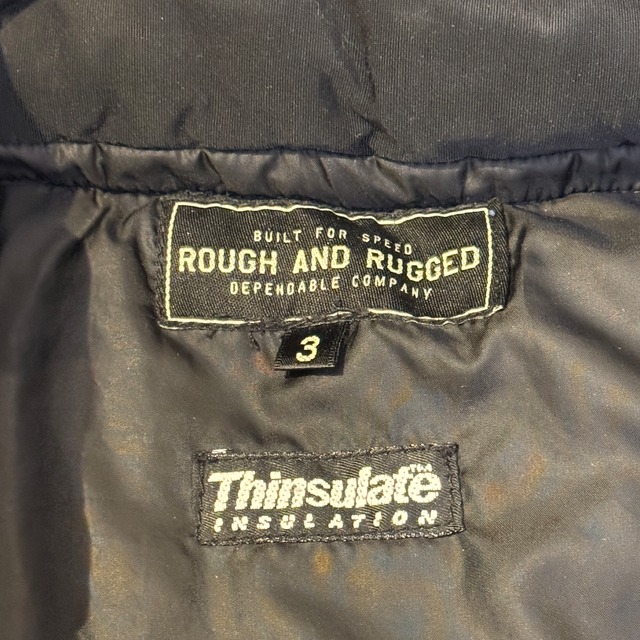 BUILT FOR SPEED
ROUGH AND RUGGED
DEPENDABLE COMPANY
3
Thinsulate™
INSULATION